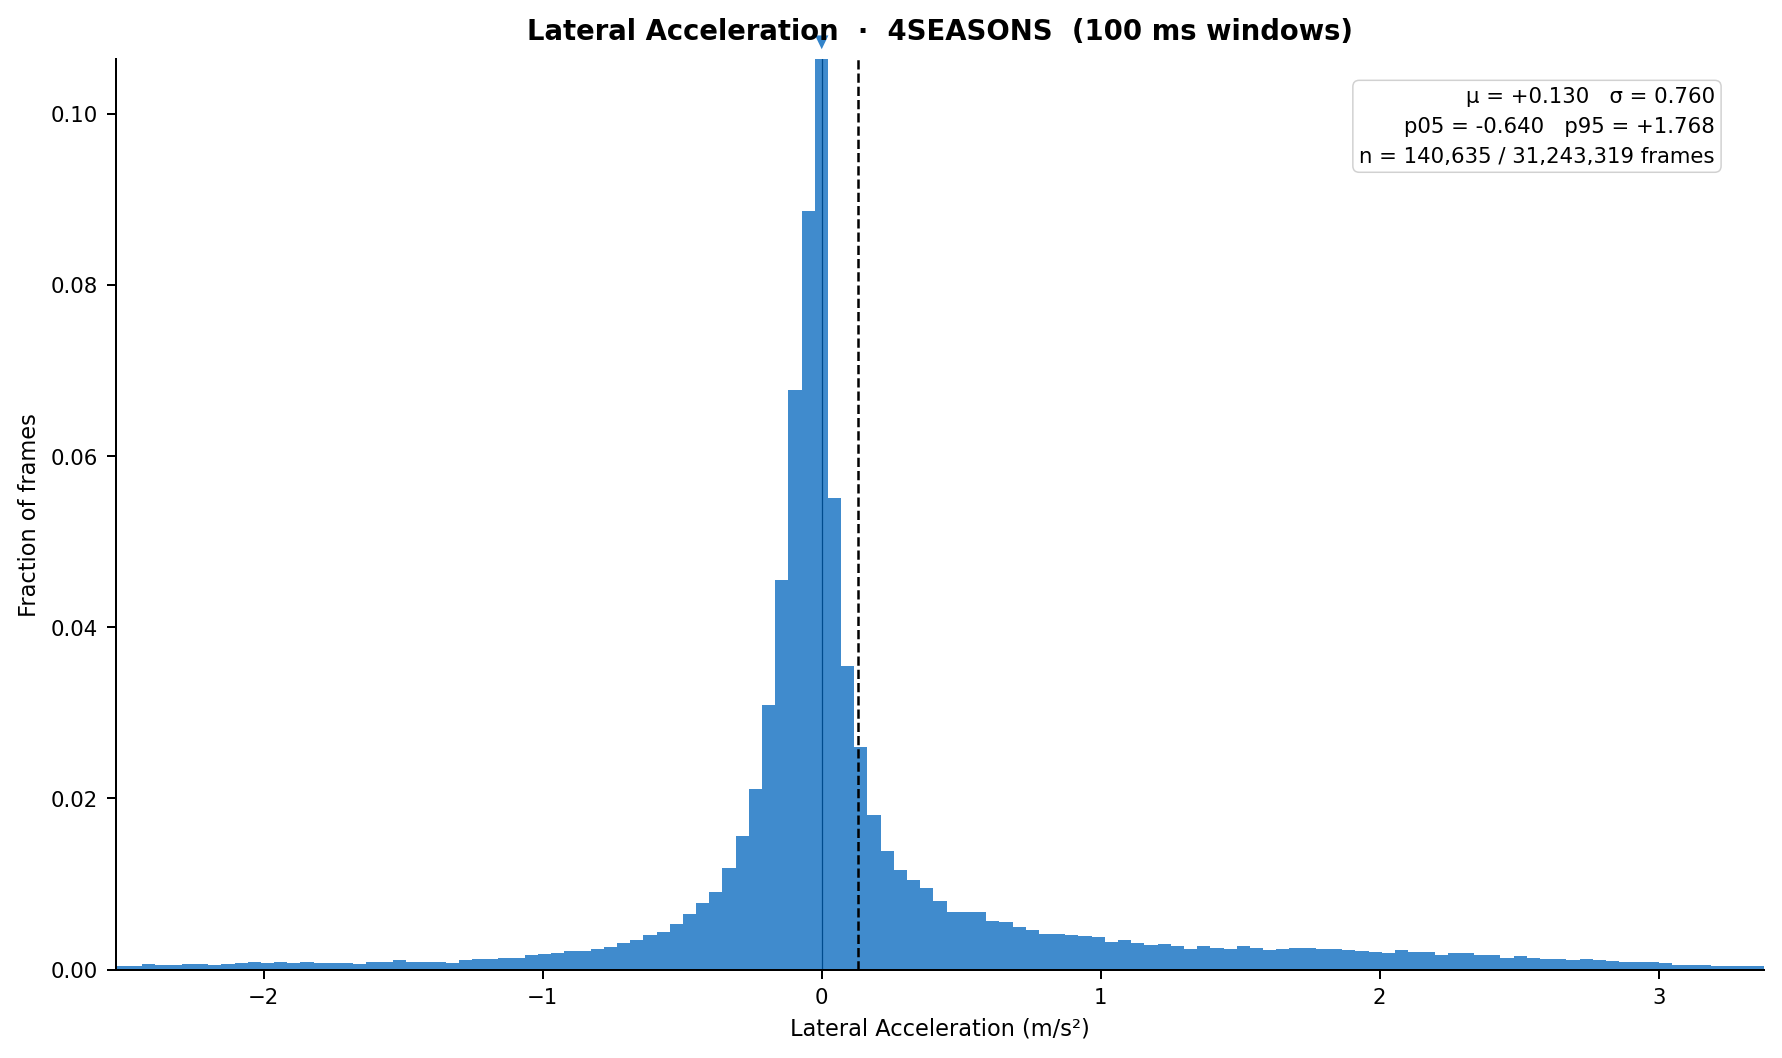 Lateral Acceleration · 4SEASONS (100 ms windows)
μ = +0.130 σ = 0.760
p05 = -0.640 p95 = +1.768
n = 140,635 / 31,243,319 frames
0.10
0.08
0.06
0.04
0.02
0.00
Fraction of frames
−2
−1
0
1
2
3
Lateral Acceleration (m/s²)